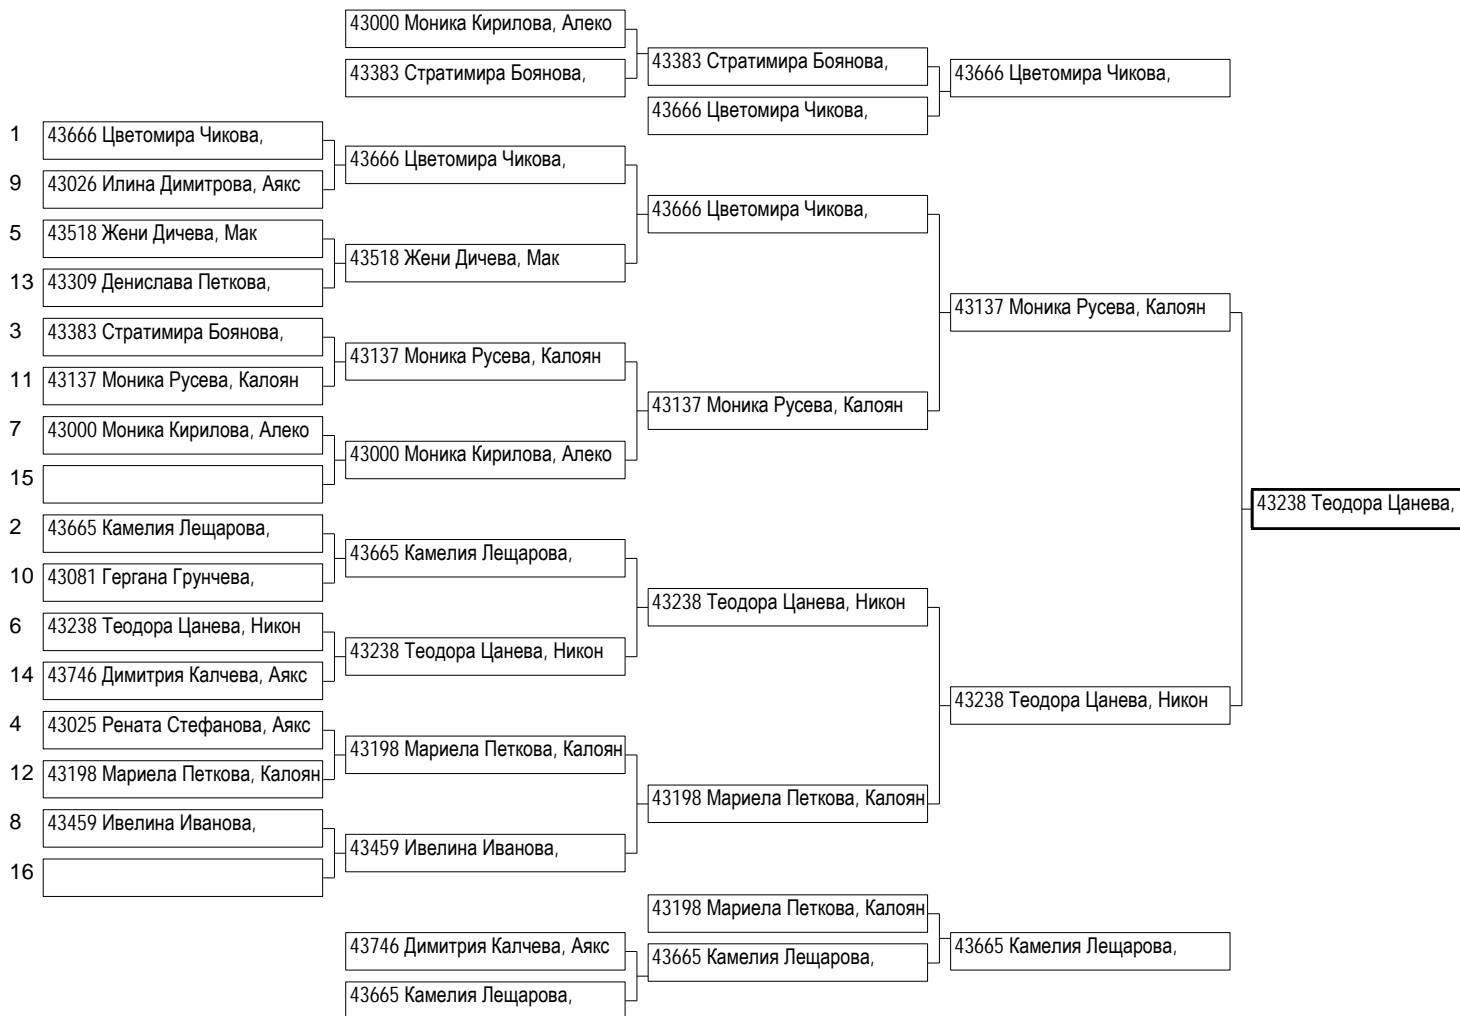 43000 Моника Кирилова, Алеко
43383 Стратимира Боянова,
43383 Стратимира Боянова,
43666 Цветомира Чикова,
43666 Цветомира Чикова,
1 43666 Цветомира Чикова,
43666 Цветомира Чикова,
9 43026 Илина Димитрова, Аякс
43666 Цветомира Чикова,
5 43518 Жени Дичева, Мак
43518 Жени Дичева, Мак
13 43309 Денислава Петкова,
43137 Моника Русева, Калоян
3 43383 Стратимира Боянова,
43137 Моника Русева, Калоян
11 43137 Моника Русева, Калоян
43137 Моника Русева, Калоян
7 43000 Моника Кирилова, Алеко
43000 Моника Кирилова, Алеко
15
43238 Теодора Цанева,
2 43665 Камелия Лещарова,
43665 Камелия Лещарова,
10 43081 Гергана Грунчева,
43238 Теодора Цанева, Никон
6 43238 Теодора Цанева, Никон
43238 Теодора Цанева, Никон
14 43746 Димитрия Калчева, Аякс
43238 Теодора Цанева, Никон
4 43025 Рената Стефанова, Аякс
43198 Мариела Петкова, Калоян
12 43198 Мариела Петкова, Калоян
43198 Мариела Петкова, Калоян
8 43459 Ивелина Иванова,
43459 Ивелина Иванова,
16
43198 Мариела Петкова, Калоян
43746 Димитрия Калчева, Аякс
43665 Камелия Лещарова,
43665 Камелия Лещарова,
43665 Камелия Лещарова,